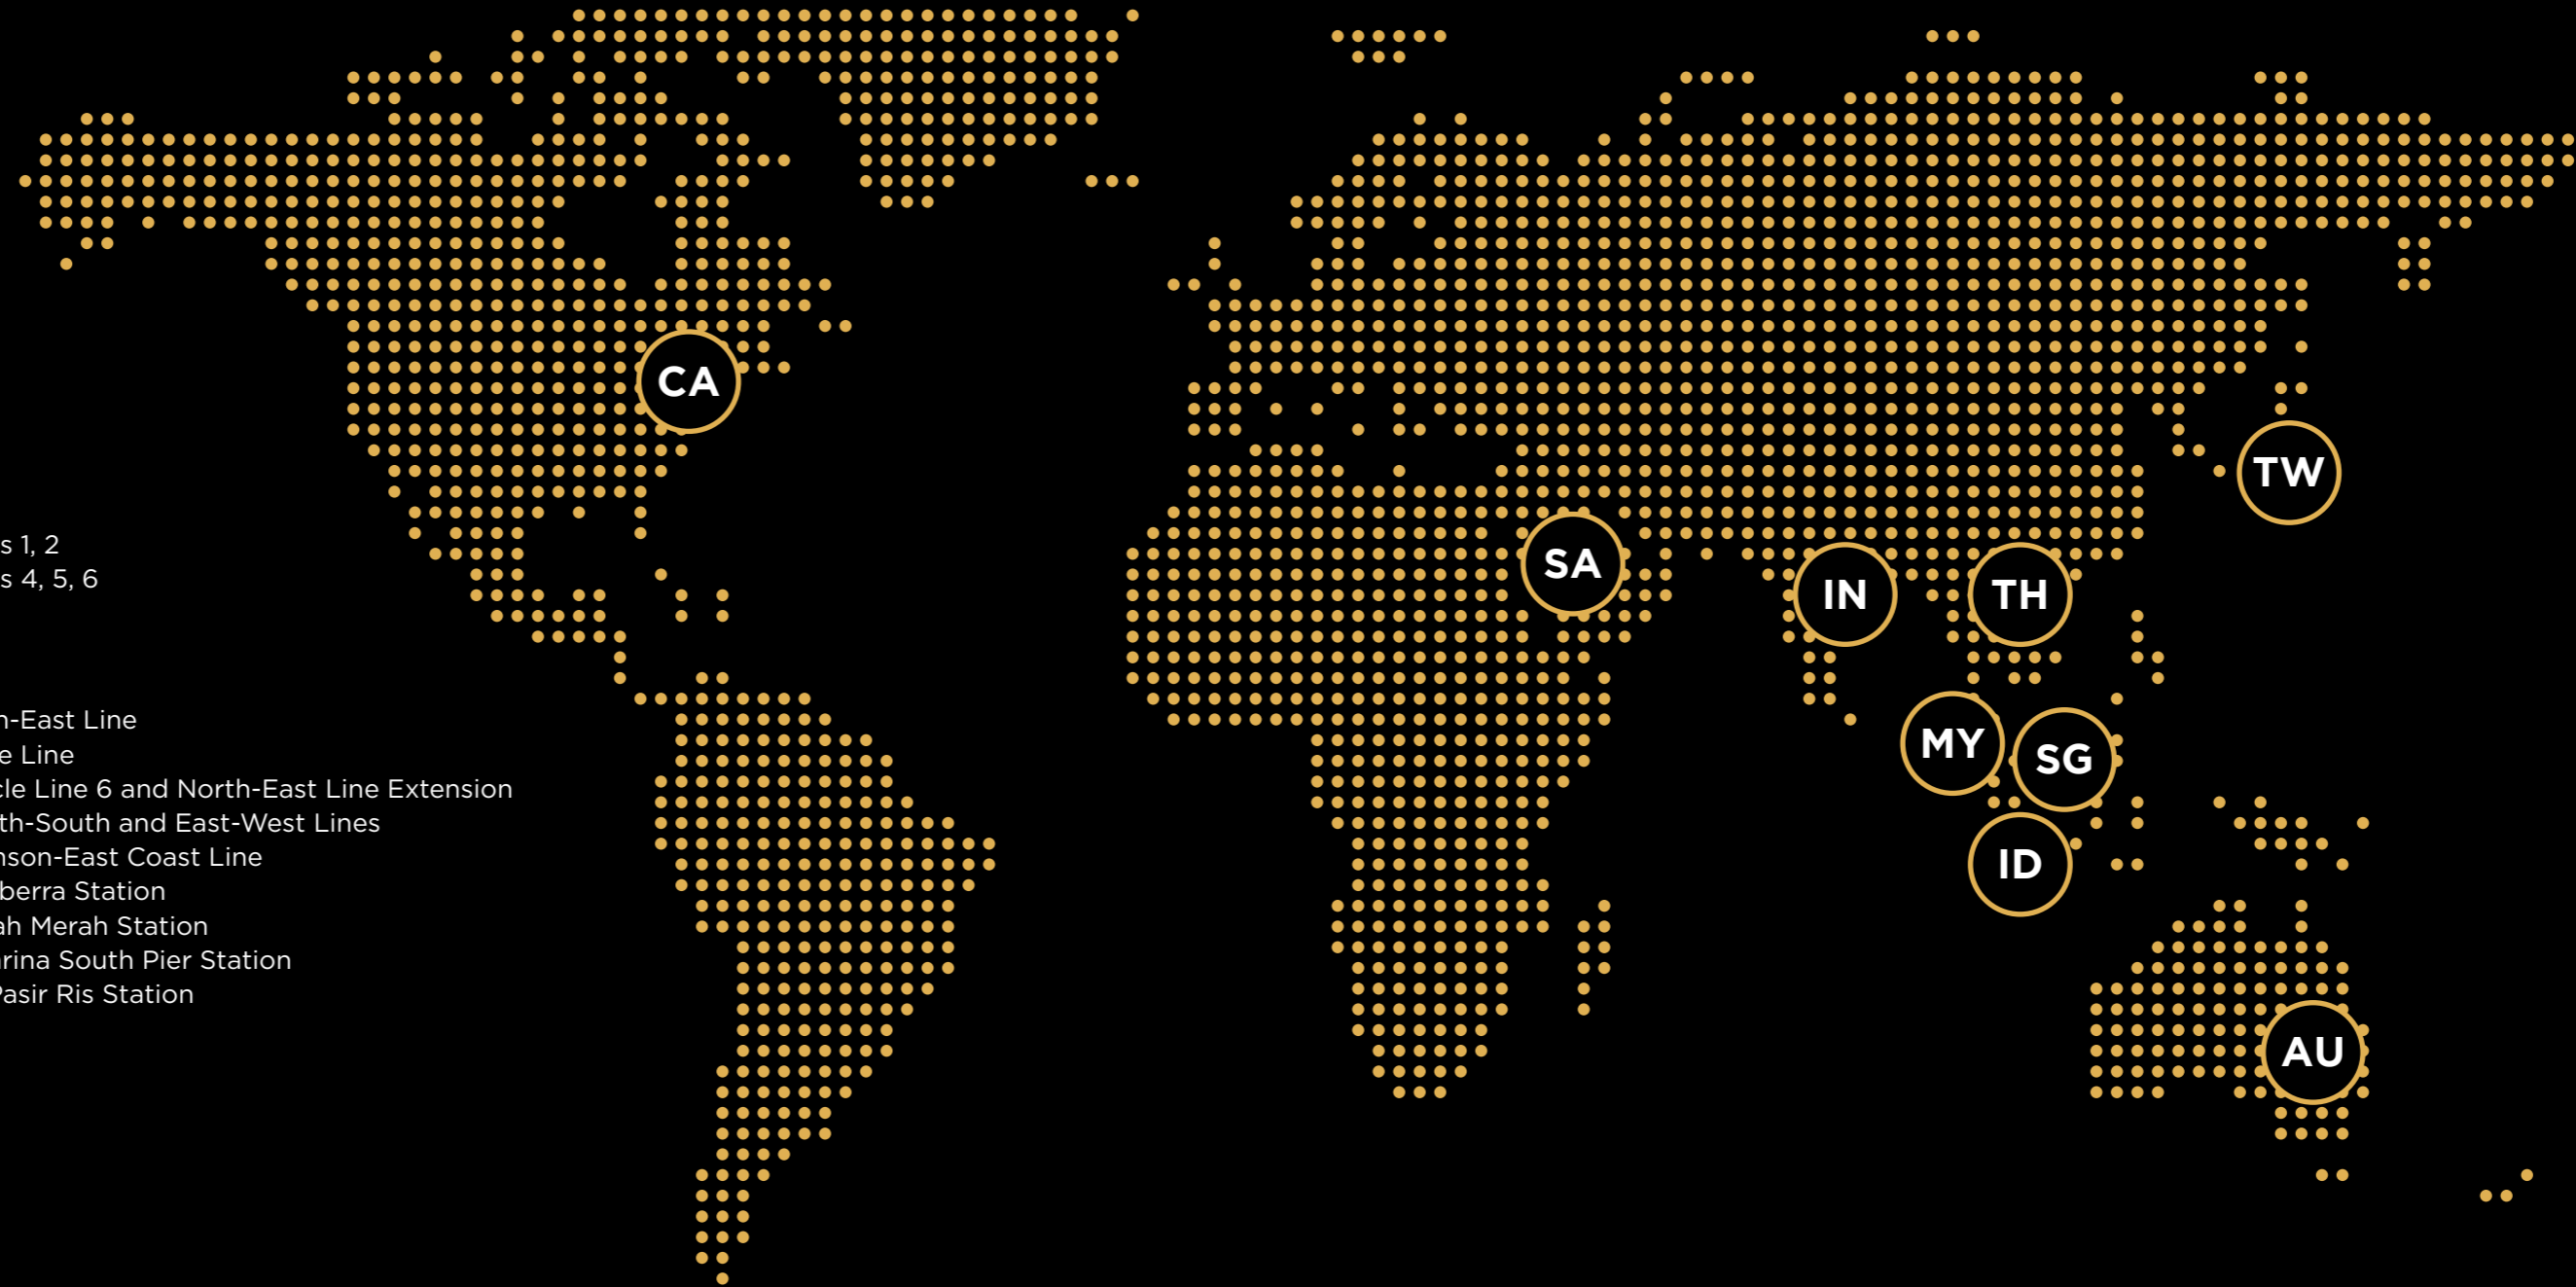 s 1, 2
s 4, 5, 6
h-East Line
e Line
cle Line 6 and North-East Line Extension
th-South and East-West Lines
nson-East Coast Line
berra Station
ah Merah Station
arina South Pier Station
Pasir Ris Station
CA
TW
SA
IN
TH
MY
SG
ID
AU